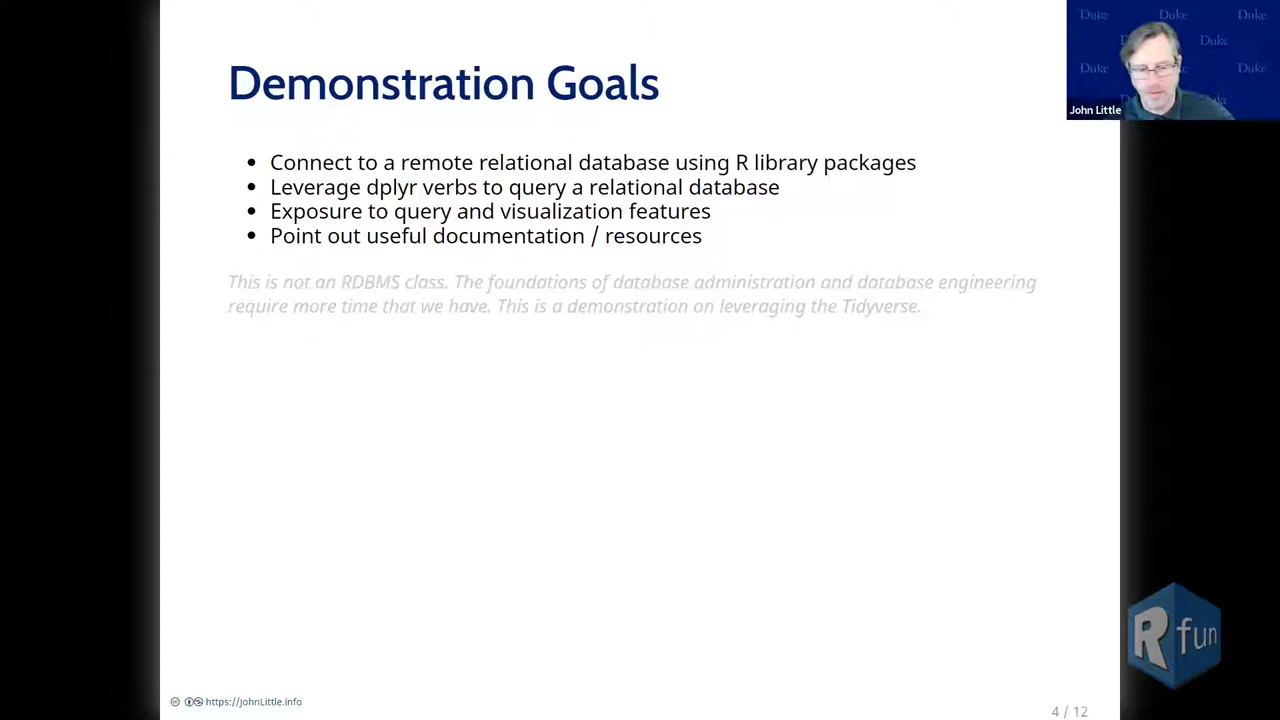 Demonstration Goals
Connect to a remote relational database using R library packages
Leverage dplyr verbs to query a relational database
Exposure to query and visualization features
Point out useful documentation / resources
This is not an RDBMS class. The foundations of database administration and database engineering
require more time that we have. This is a demonstration on leveraging the Tidyverse.
Duke Duke Duke
Duke
Duke Duke
John Little
R fun
https://JohnLittle.info
4 / 12